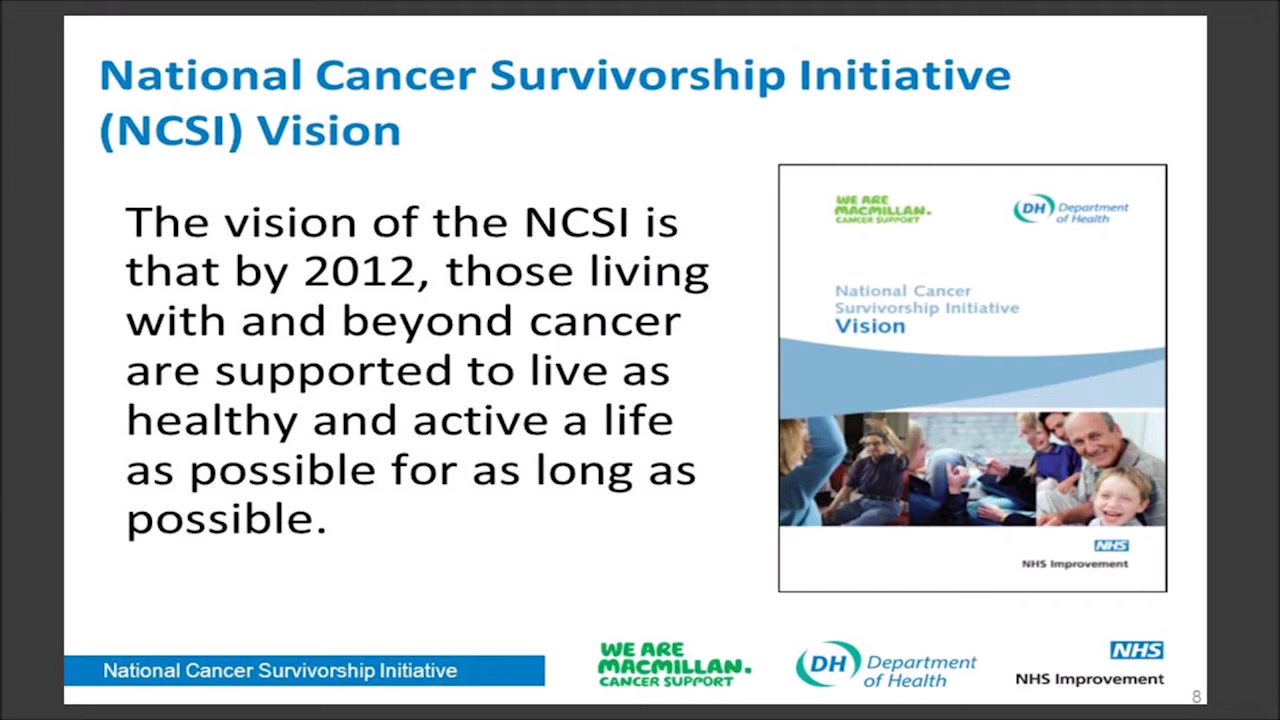 National Cancer Survivorship Initiative
(NCSI) Vision
The vision of the NCSI is
that by 2012, those living
with and beyond cancer
are supported to live as
healthy and active a life
as possible for as long as
possible.
WE ARE
MACMILLAN.
CANCER SUPPORT
DH Department
of Health
National Cancer
Survivorship Initiative
Vision
NHS
NHS Improvement
National Cancer Survivorship Initiative
WE ARE
MACMILLAN.
CANCER SUPPORT
DH Department
of Health
NHS
NHS Improvement
8